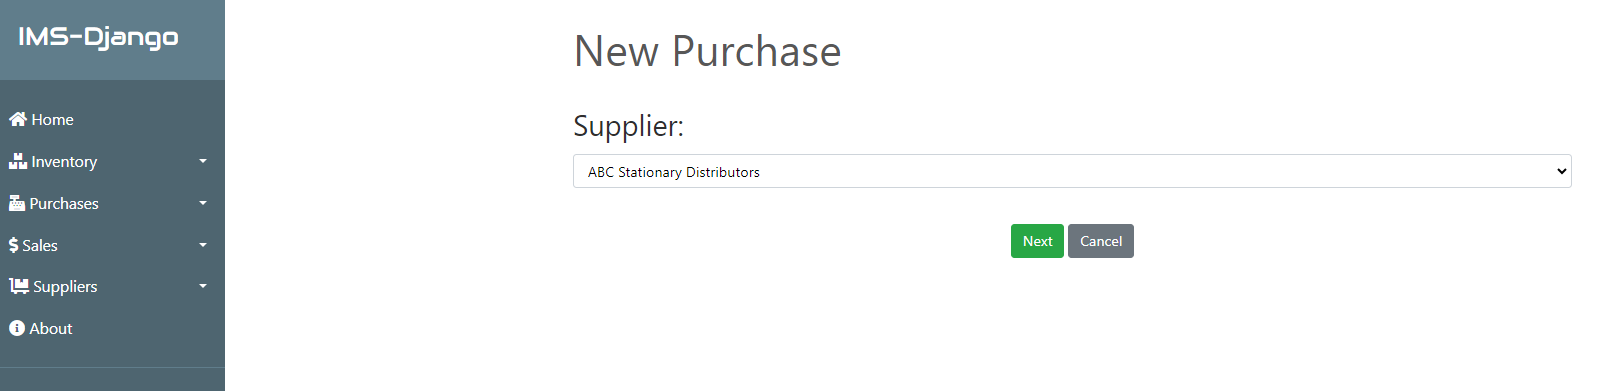 IMS-Django
Home
Inventory
Purchases
Sales
Suppliers
About
New Purchase
Supplier:
ABC Stationary Distributors
Next Cancel